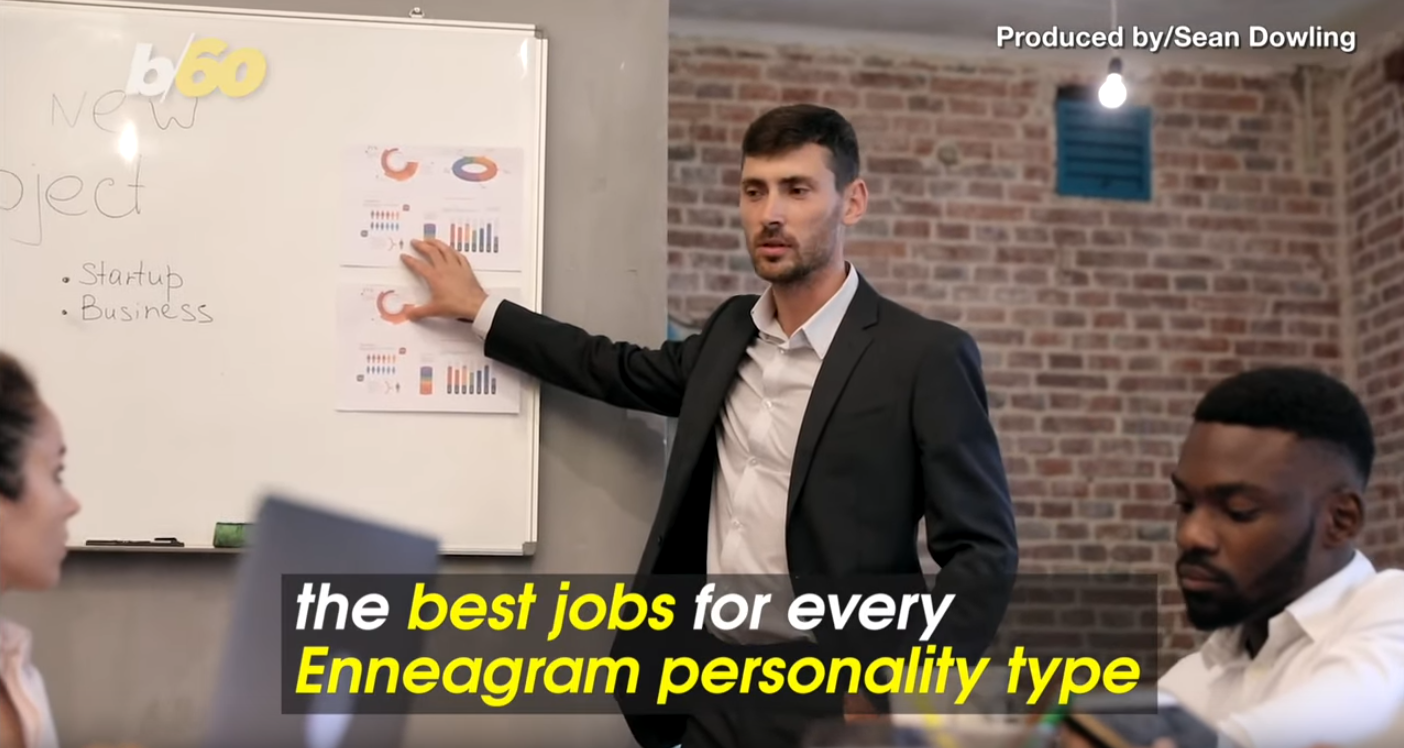 b/60
Produced by/Sean Dowling
New
oject
• Startup
• Business
the best jobs for every
Enneagram personality type